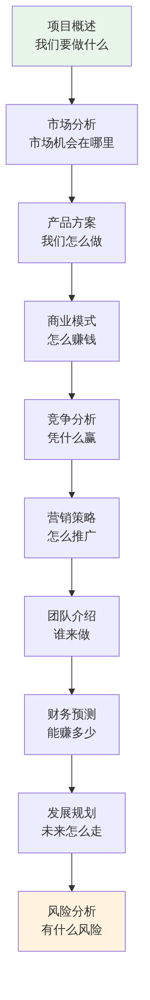 项目概述
我们要做什么
市场分析
市场机会在哪里
产品方案
我们怎么做
商业模式
怎么赚钱
竞争分析
凭什么赢
营销策略
怎么推广
团队介绍
谁来做
财务预测
能赚多少
发展规划
未来怎么走
风险分析
有什么风险